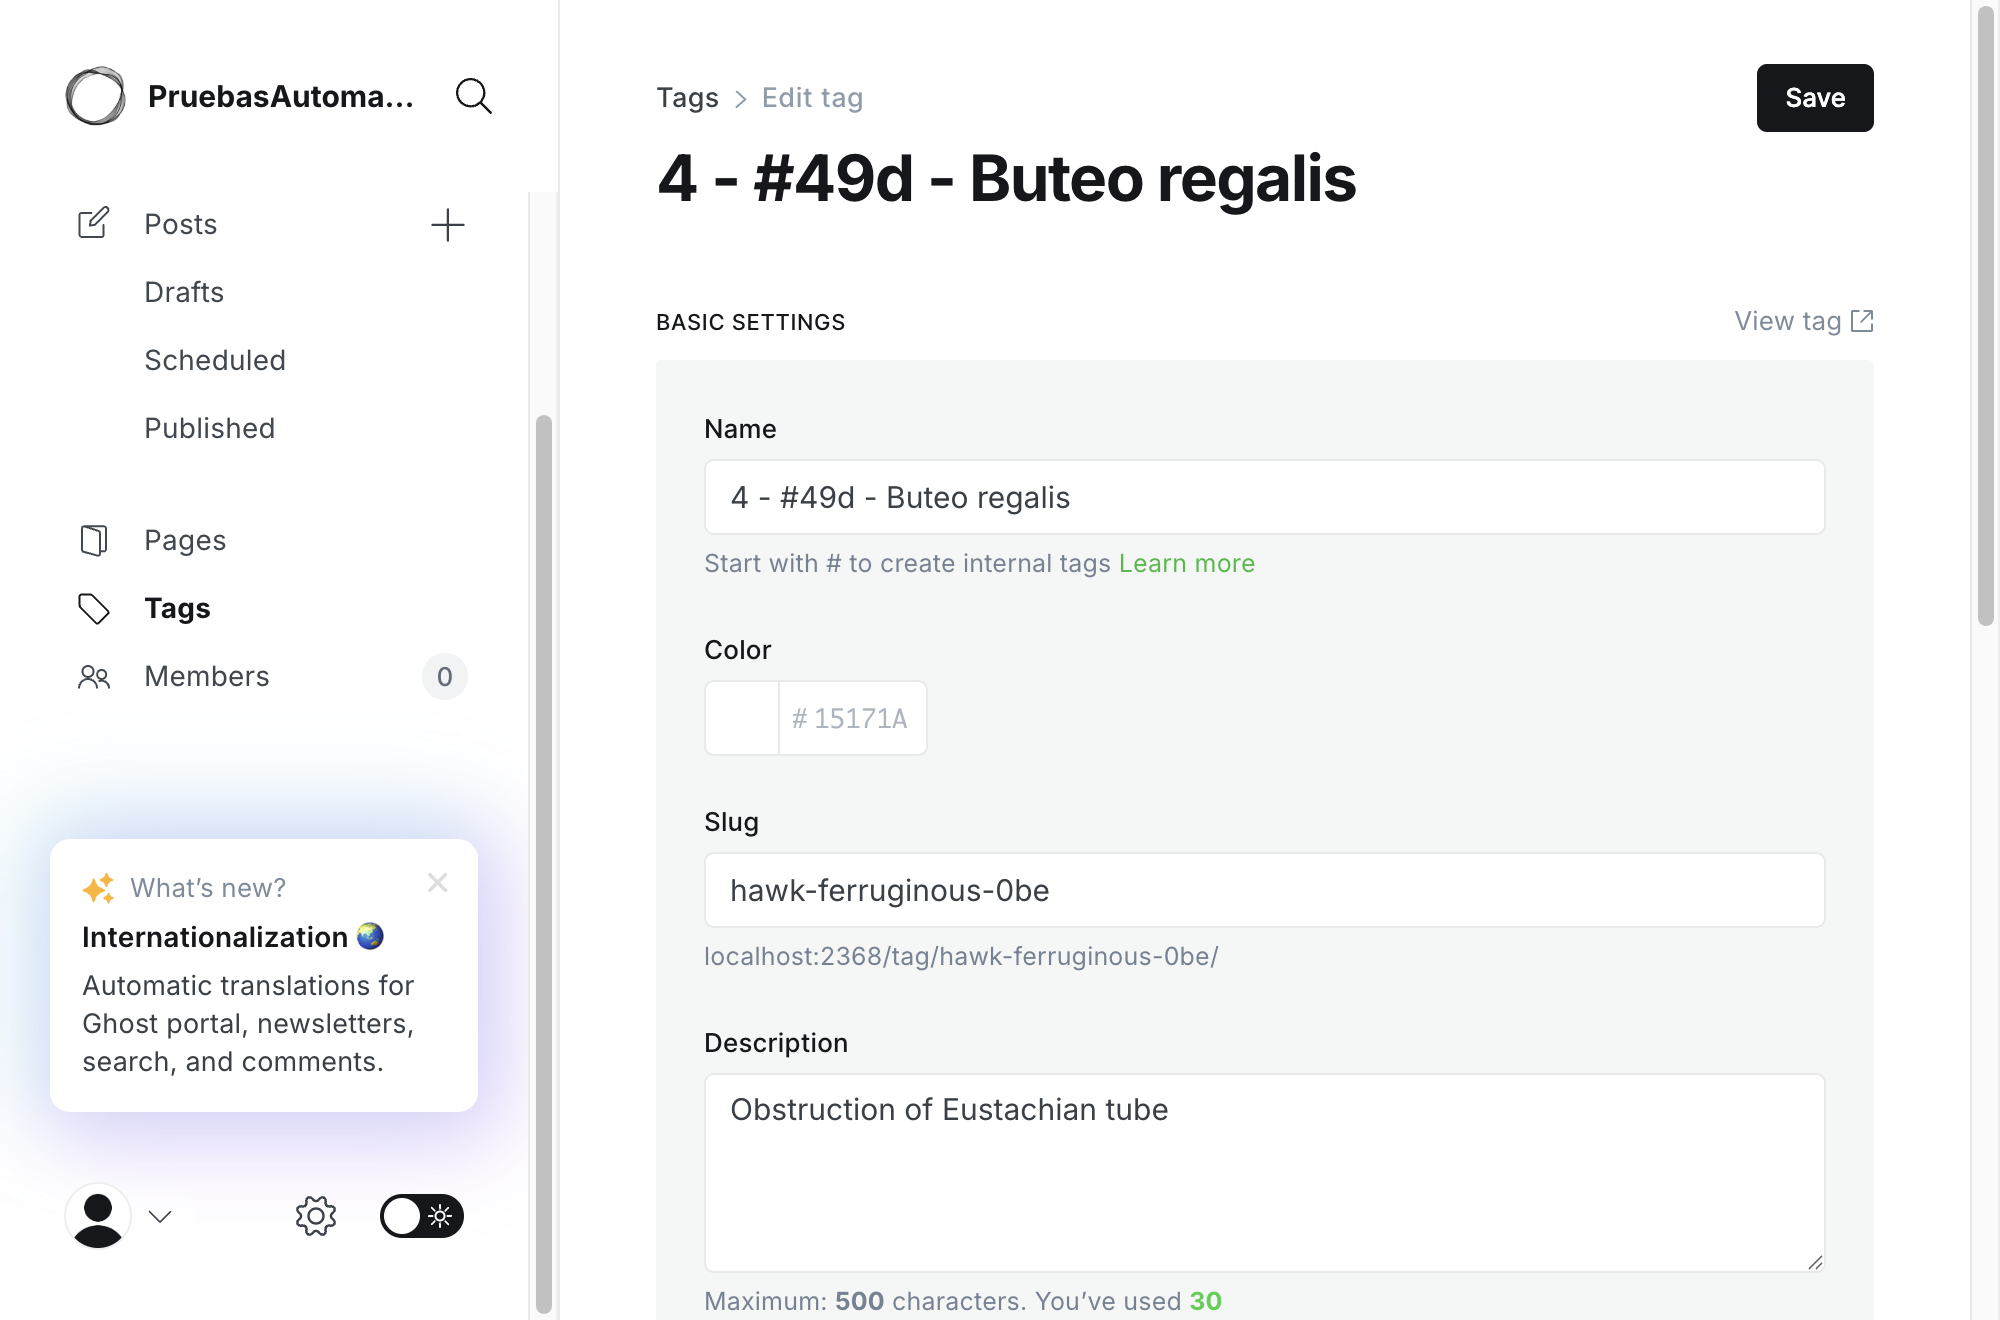 PruebasAutoma...
Posts
Drafts
Scheduled
Published
Pages
Tags
Members
0
What’s new?
Internationalization 🌏
Automatic translations for
Ghost portal, newsletters,
search, and comments.
Tags > Edit tag
Save
4 - #49d - Buteo regalis
BASIC SETTINGS
View tag
Name
4 - #49d - Buteo regalis
Start with # to create internal tags Learn more
Color
# 15171A
Slug
hawk-ferruginous-0be
localhost:2368/tag/hawk-ferruginous-0be/
Description
Obstruction of Eustachian tube
Maximum: 500 characters. You’ve used 30